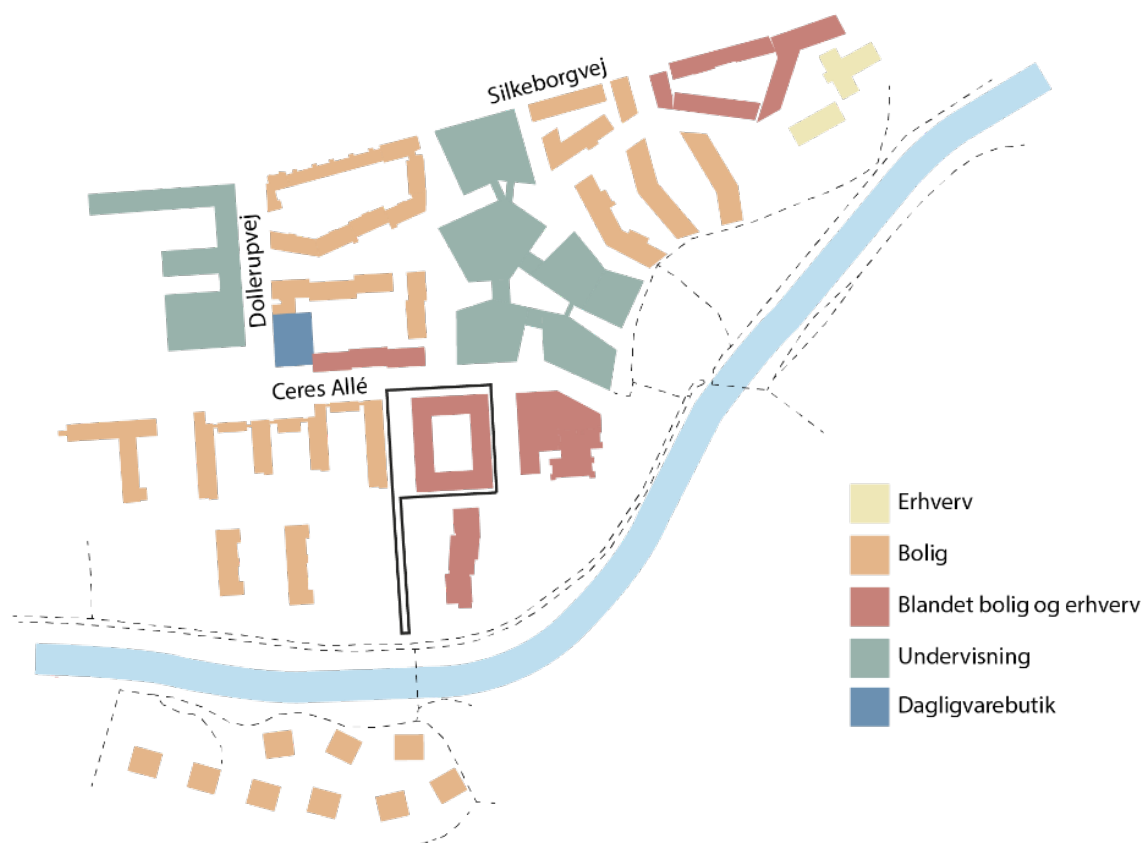 Silkeborgvej
Dollerupvej
Ceres Allé
Erhverv
Bolig
Blandet bolig og erhverv
Undervisning
Dagligvarebutik